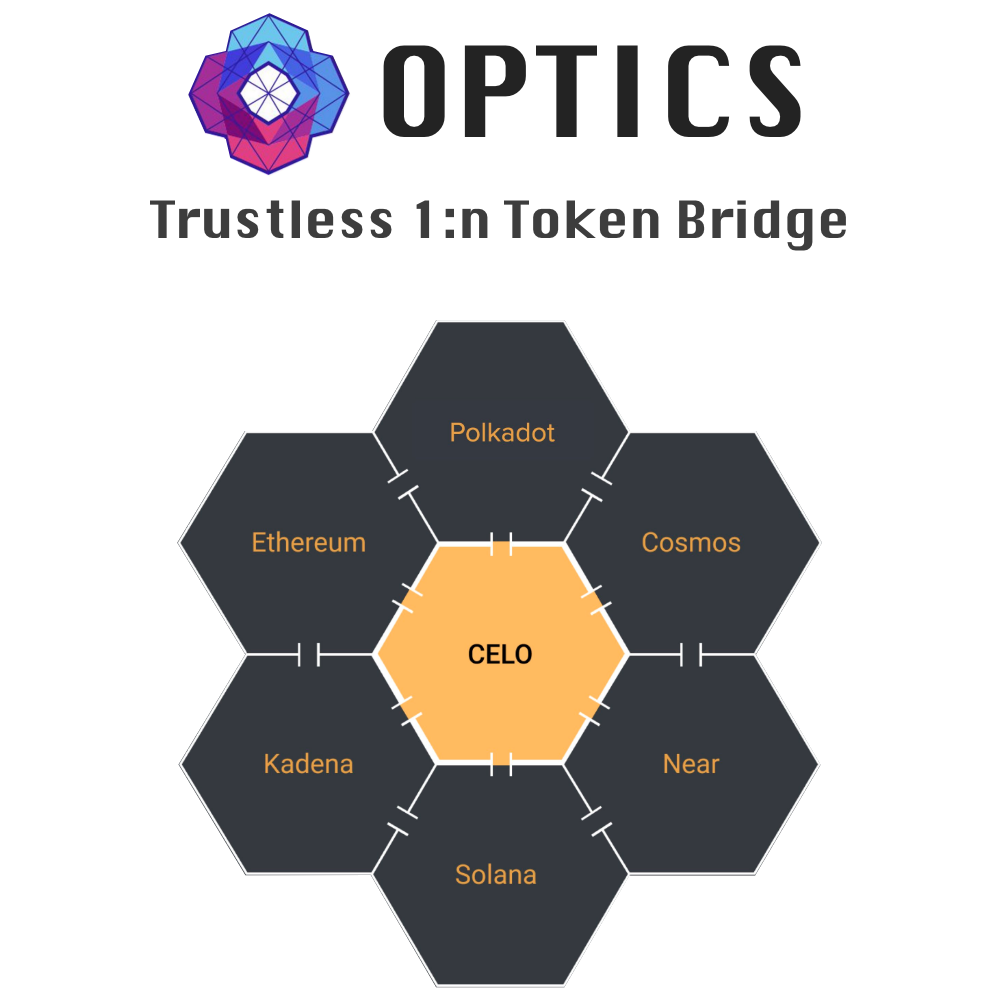 OPTICS
Trustless 1:n Token Bridge
Polkadot
Ethereum
Cosmos
CELO
Kadena
Near
Solana